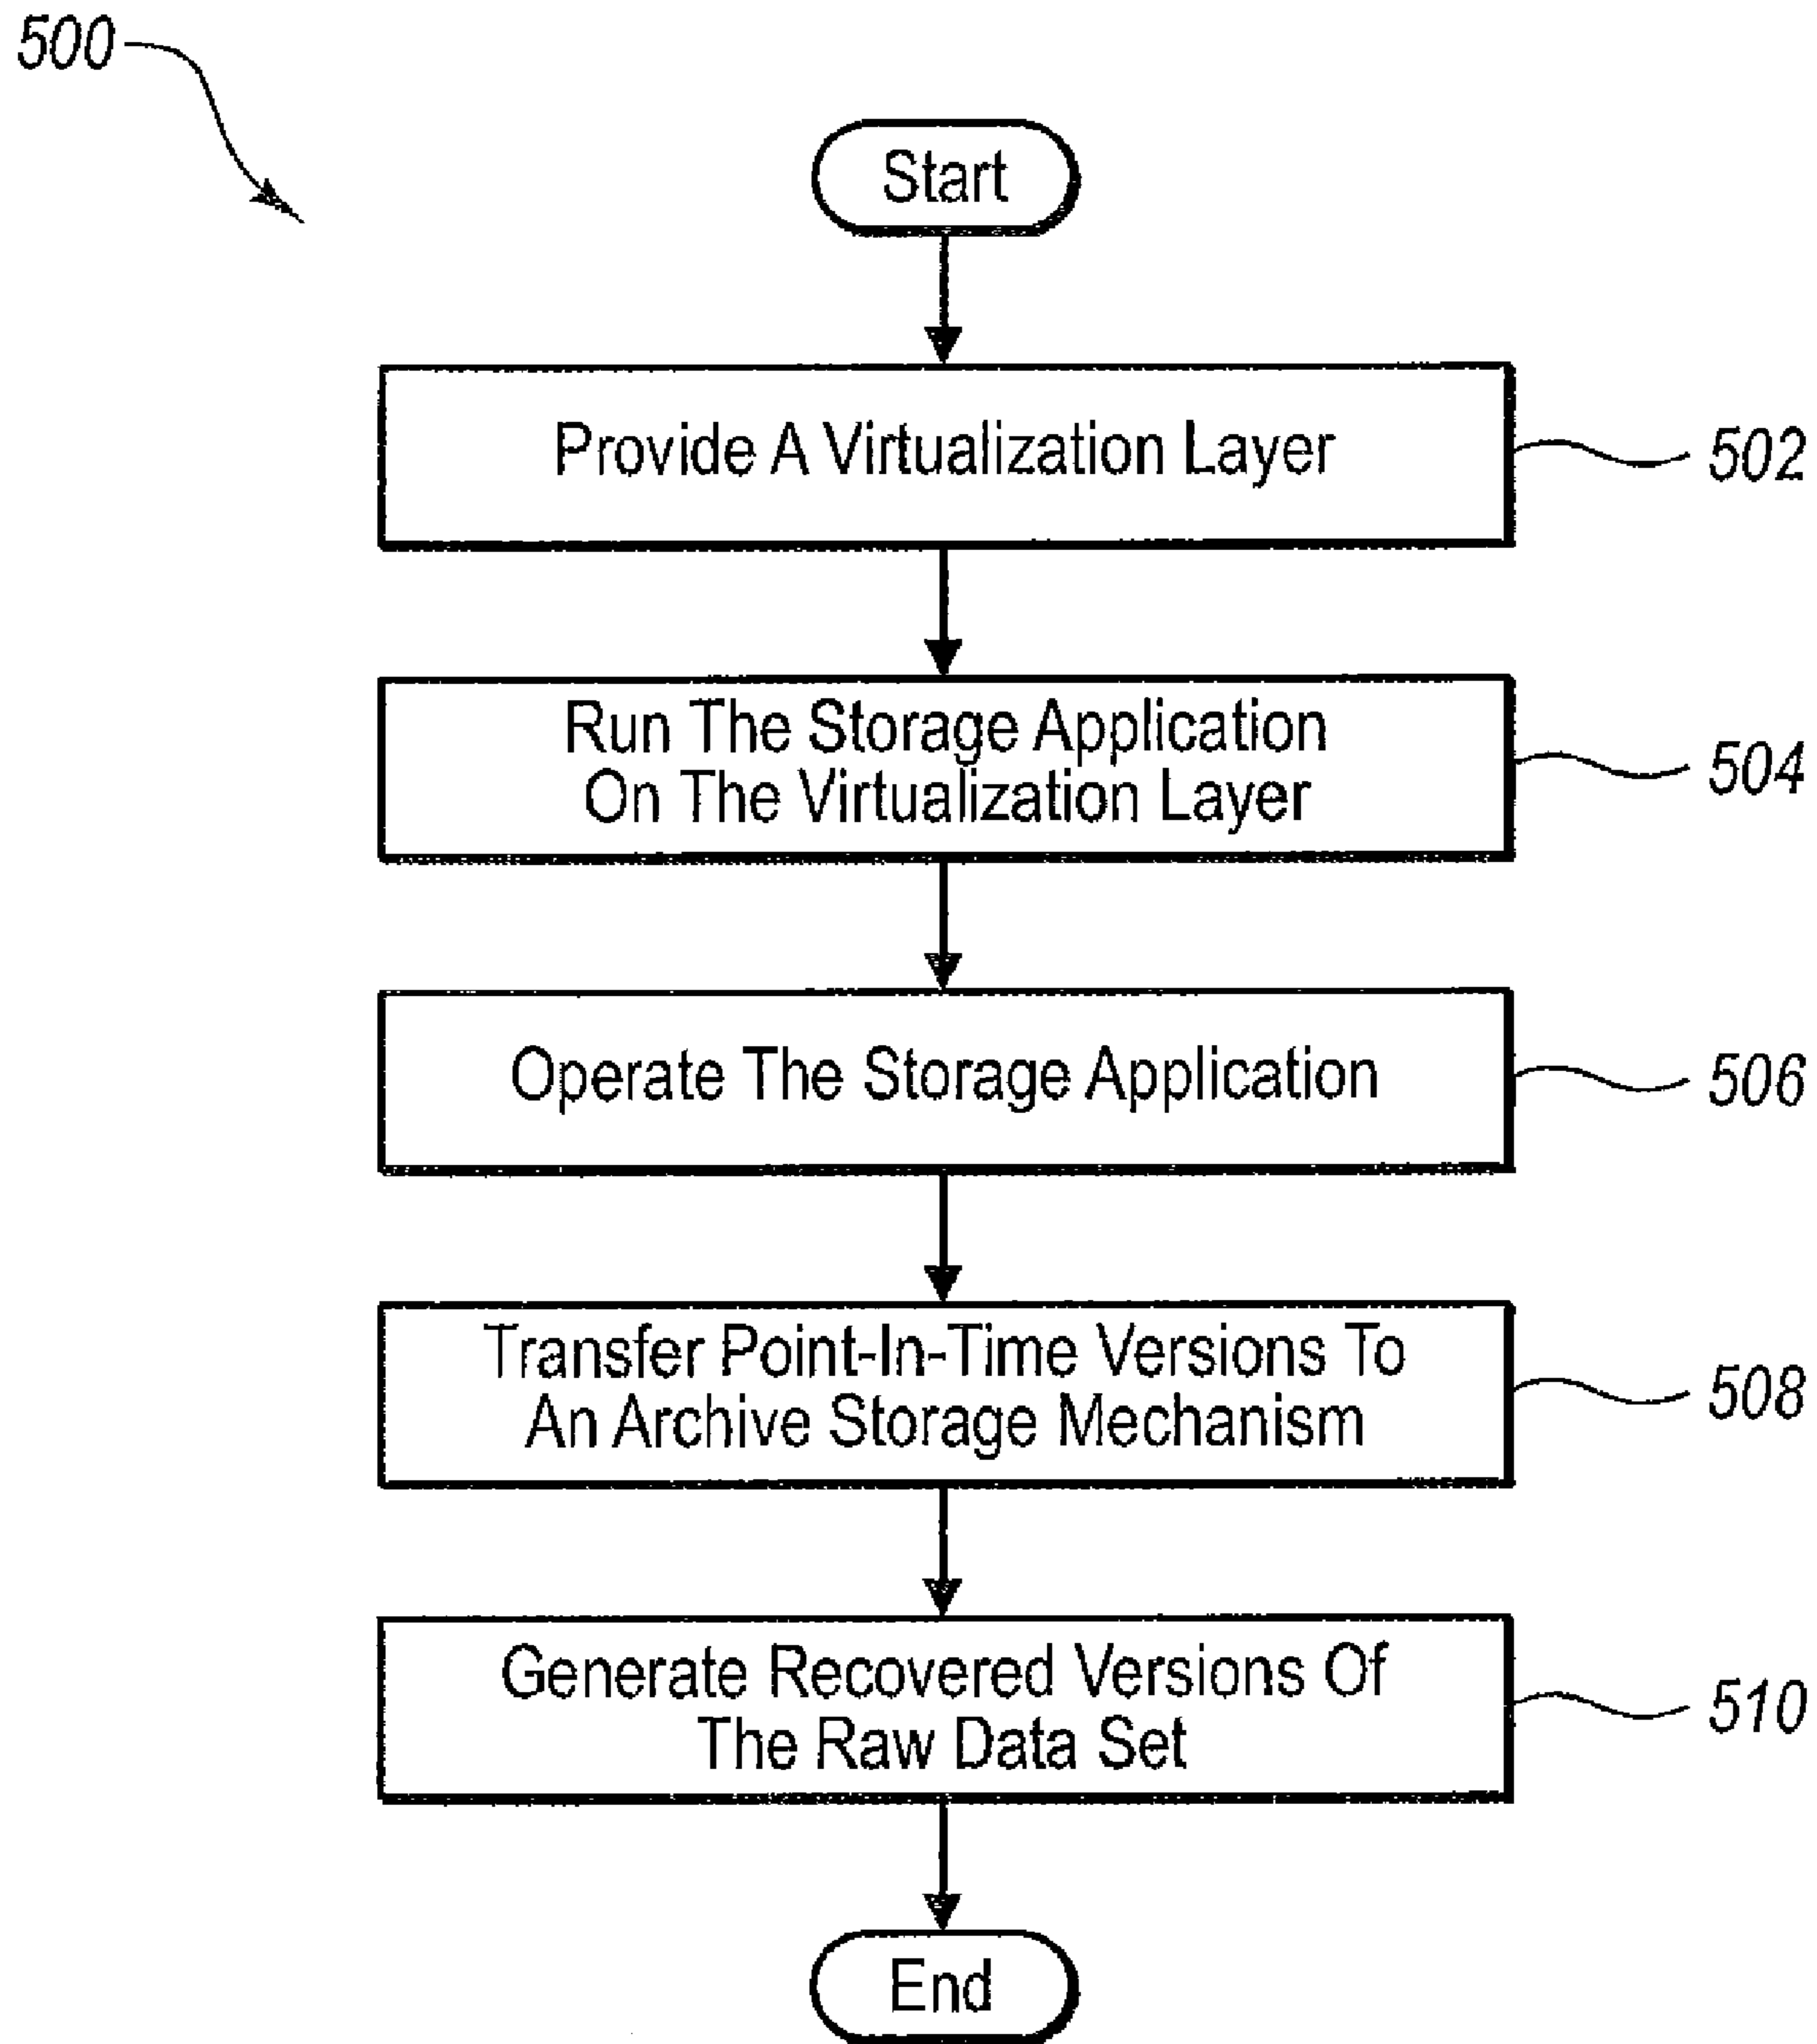 500
Start
Provide A Virtualization Layer
502
Run The Storage Application
On The Virtualization Layer
504
Operate The Storage Application
506
Transfer Point-In-Time Versions To
An Archive Storage Mechanism
508
Generate Recovered Versions Of
The Raw Data Set
510
End